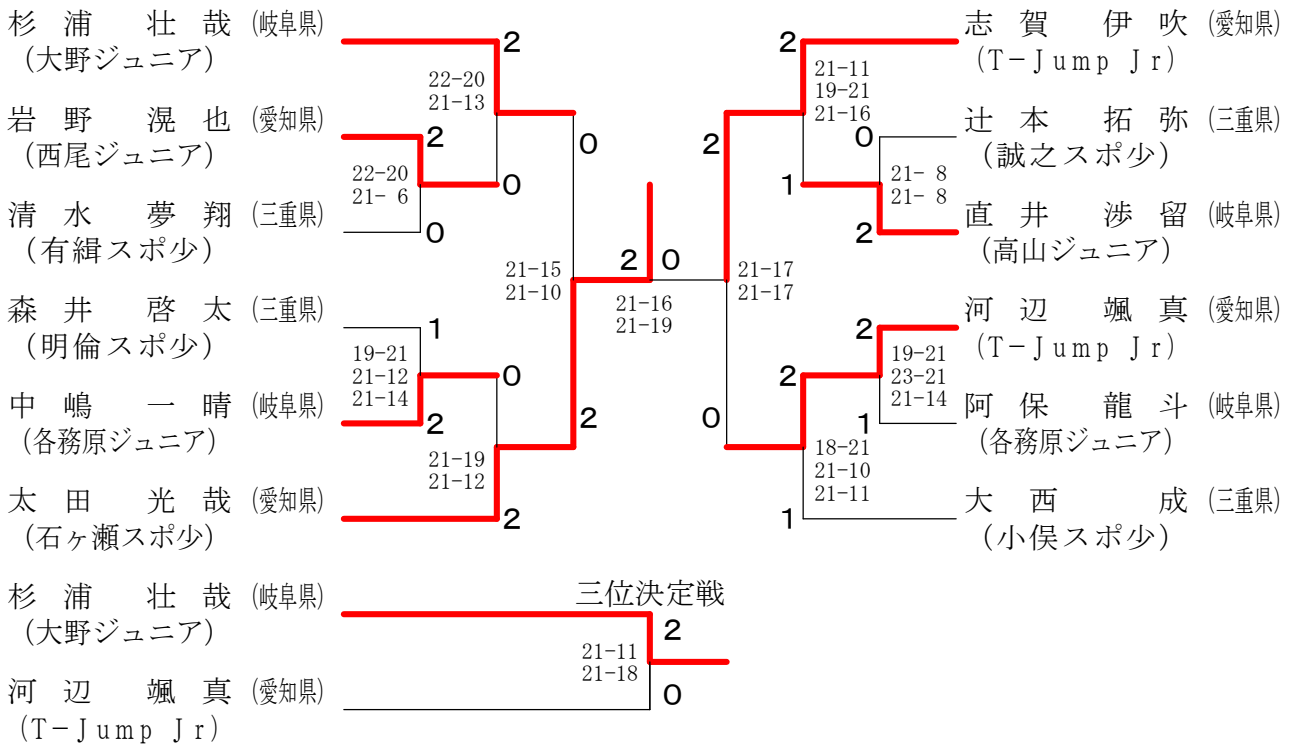 杉浦 壮哉 (岐阜県)
(大野ジュニア)
岩野 滉也 (愛知県)
(西尾ジュニア)
清水 夢翔 (三重県)
(有緝スポ少)
森井 啓太 (三重県)
(明倫スポ少)
中嶋 一晴 (岐阜県)
(各務原ジュニア)
太田 光哉 (愛知県)
(石ヶ瀬スポ少)
2
22-20
21-13
0
2
22-20
21- 6
0
0
21-15
21-10
2
1
19-21
21-12
21-14
2
0
21-19
21-12
2
2 0
21-16
21-19
2
21-11
19-21
21-16
1
0
21- 8
21- 8
2
2
21-17
21-17
0
2
19-21
23-21
21-14
1
2
18-21
21-10
21-11
1
志賀 伊吹 (愛知県)
(T-Jump Jr)
辻本 拓弥 (三重県)
(誠之スポ少)
直井 渉留 (岐阜県)
(高山ジュニア)
河辺 颯真 (愛知県)
(T-Jump Jr)
阿保 龍斗 (岐阜県)
(各務原ジュニア)
大西 成 (三重県)
(小俣スポ少)
三位決定戦
杉浦 壮哉 (岐阜県)
(大野ジュニア)
2
21-11
21-18
0
河辺 颯真 (愛知県)
(T-Jump Jr)